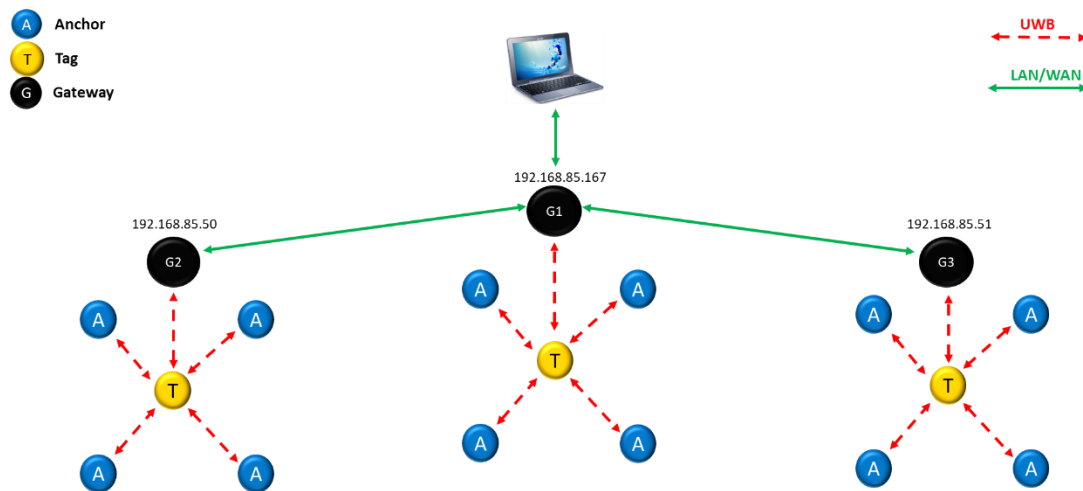 A Anchor
T Tag
G Gateway
UWB
LAN/WAN
192.168.85.167
G1
192.168.85.50
G2
192.168.85.51
G3
A A
T
A A
A A
T
A A
A A
T
A A